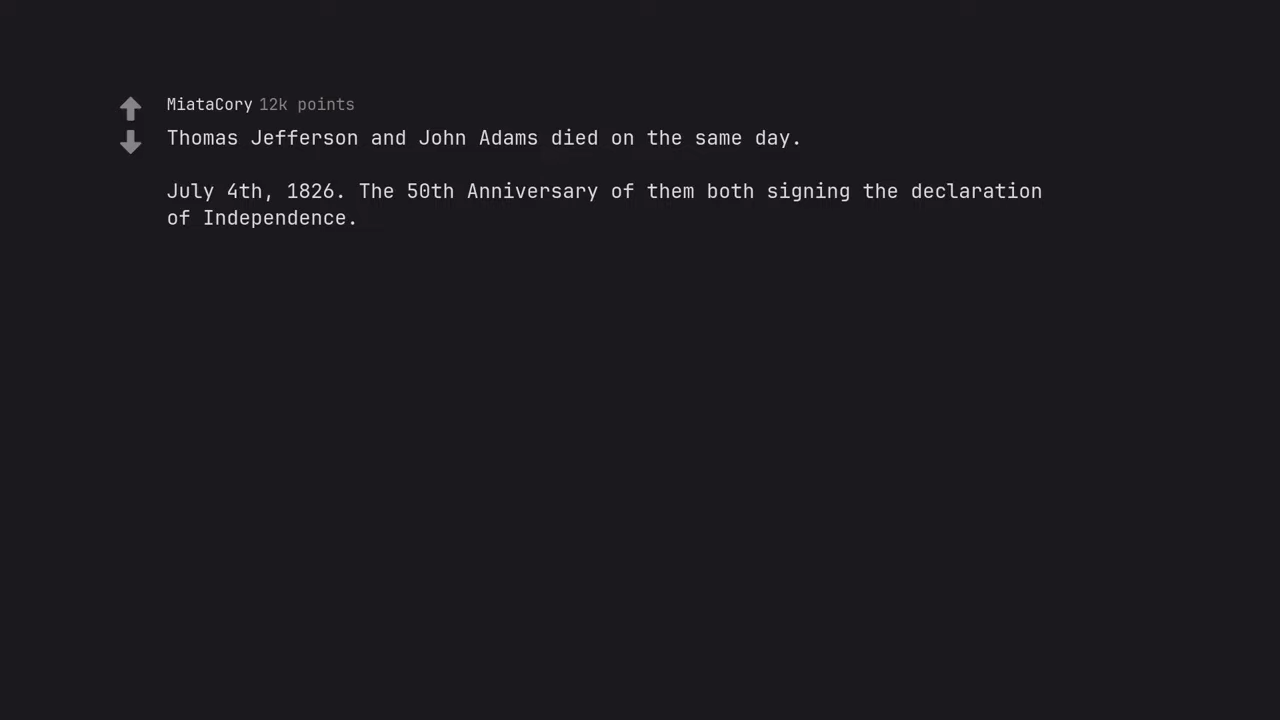 MiataCory 12k points
Thomas Jefferson and John Adams died on the same day.
July 4th, 1826. The 50th Anniversary of them both signing the declaration
of Independence.